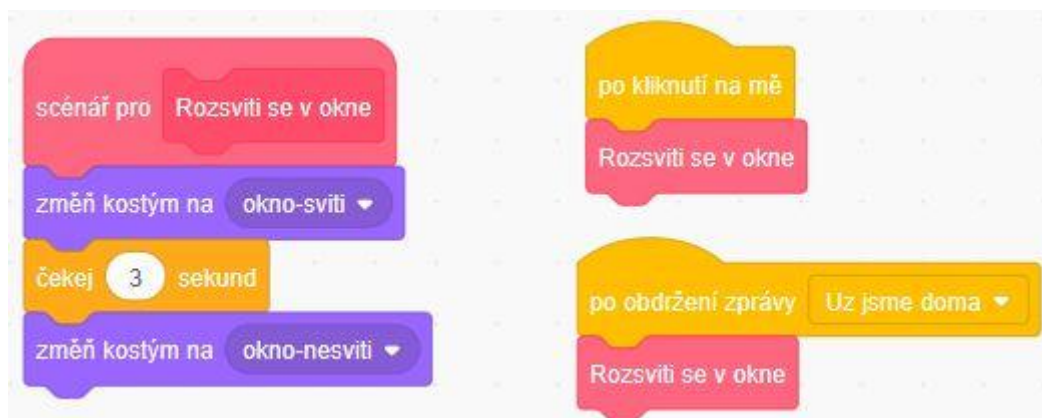 scénář pro Rozsviti se v okne
změň kostým na okno-sviti
čekej 3 sekund
změň kostým na okno-nesviti
po kliknutí na mě
Rozsviti se v okne
po obdržení zprávy Uz jsme doma
Rozsviti se v okne